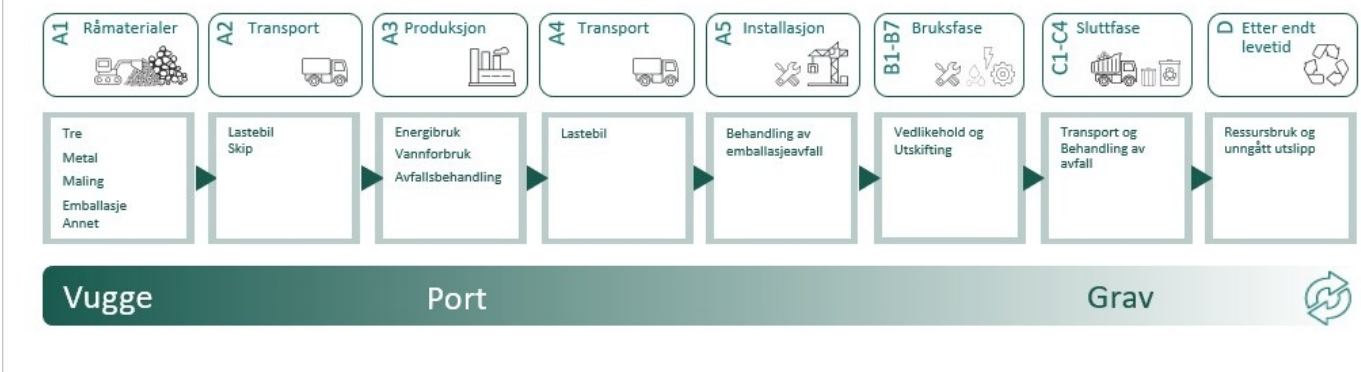 A1 Råmaterialer
A2 Transport
A3 Produksjon
A4 Transport
A5 Installasjon
B1-B7 Bruksfase
C1-C4 Sluttfase
D Etter endt
levetid
Tre
Metal
Maling
Emballasje
Annet
Lastebil
Skip
Energibruk
Vannforbruk
Avfallsbehandling
Lastebil
Behandling av
emballasjeavfall
Vedlikehold og
Utskifting
Transport og
Behandling av
avfall
Ressursbruk og
unngått utslipp
Vugge
Port
Grav